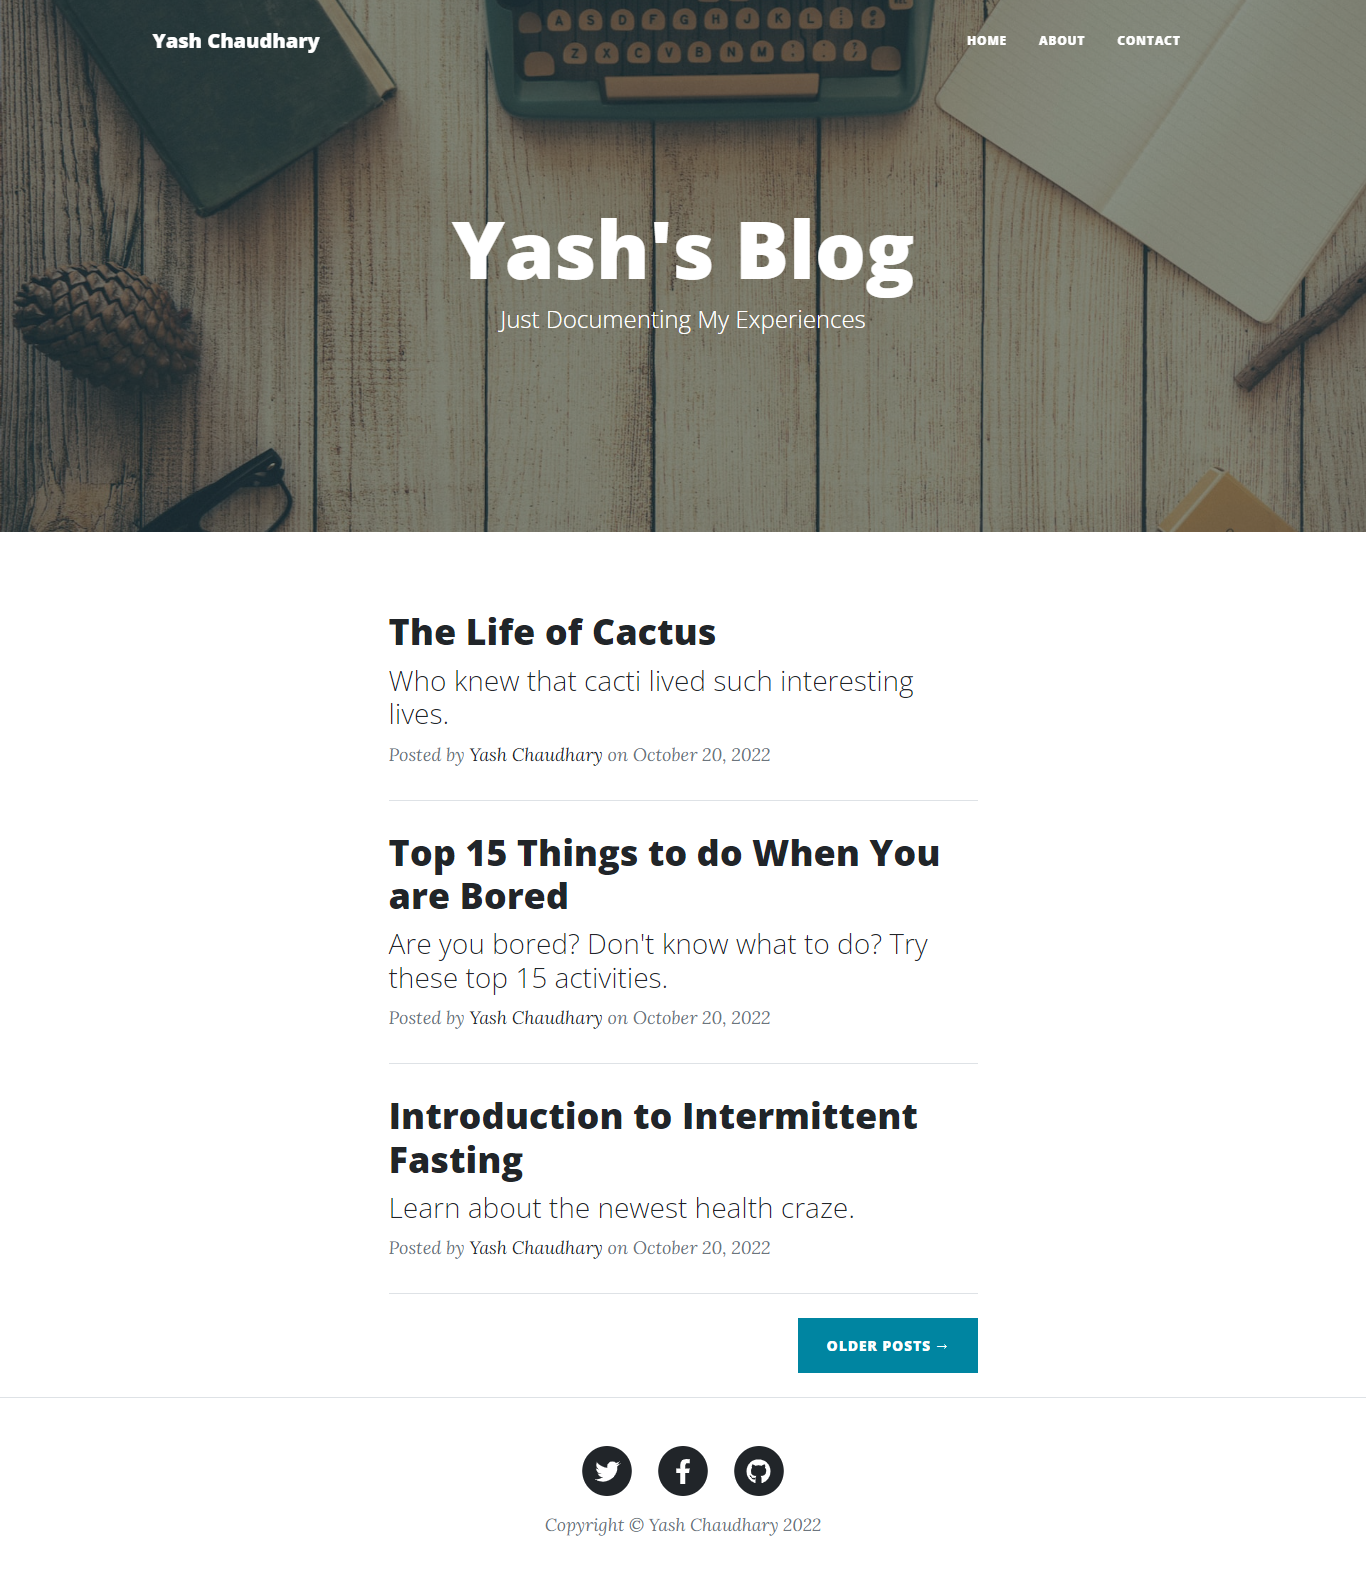 Yash Chaudhary
HOME ABOUT CONTACT
A S D F G H J K L
Z X C V B N M
Yash's Blog
Just Documenting My Experiences
The Life of Cactus
Who knew that cacti lived such interesting
lives.
Posted by Yash Chaudhary on October 20, 2022
Top 15 Things to do When You
are Bored
Are you bored? Don't know what to do? Try
these top 15 activities.
Posted by Yash Chaudhary on October 20, 2022
Introduction to Intermittent
Fasting
Learn about the newest health craze.
Posted by Yash Chaudhary on October 20, 2022
OLDER POSTS →
Copyright © Yash Chaudhary 2022